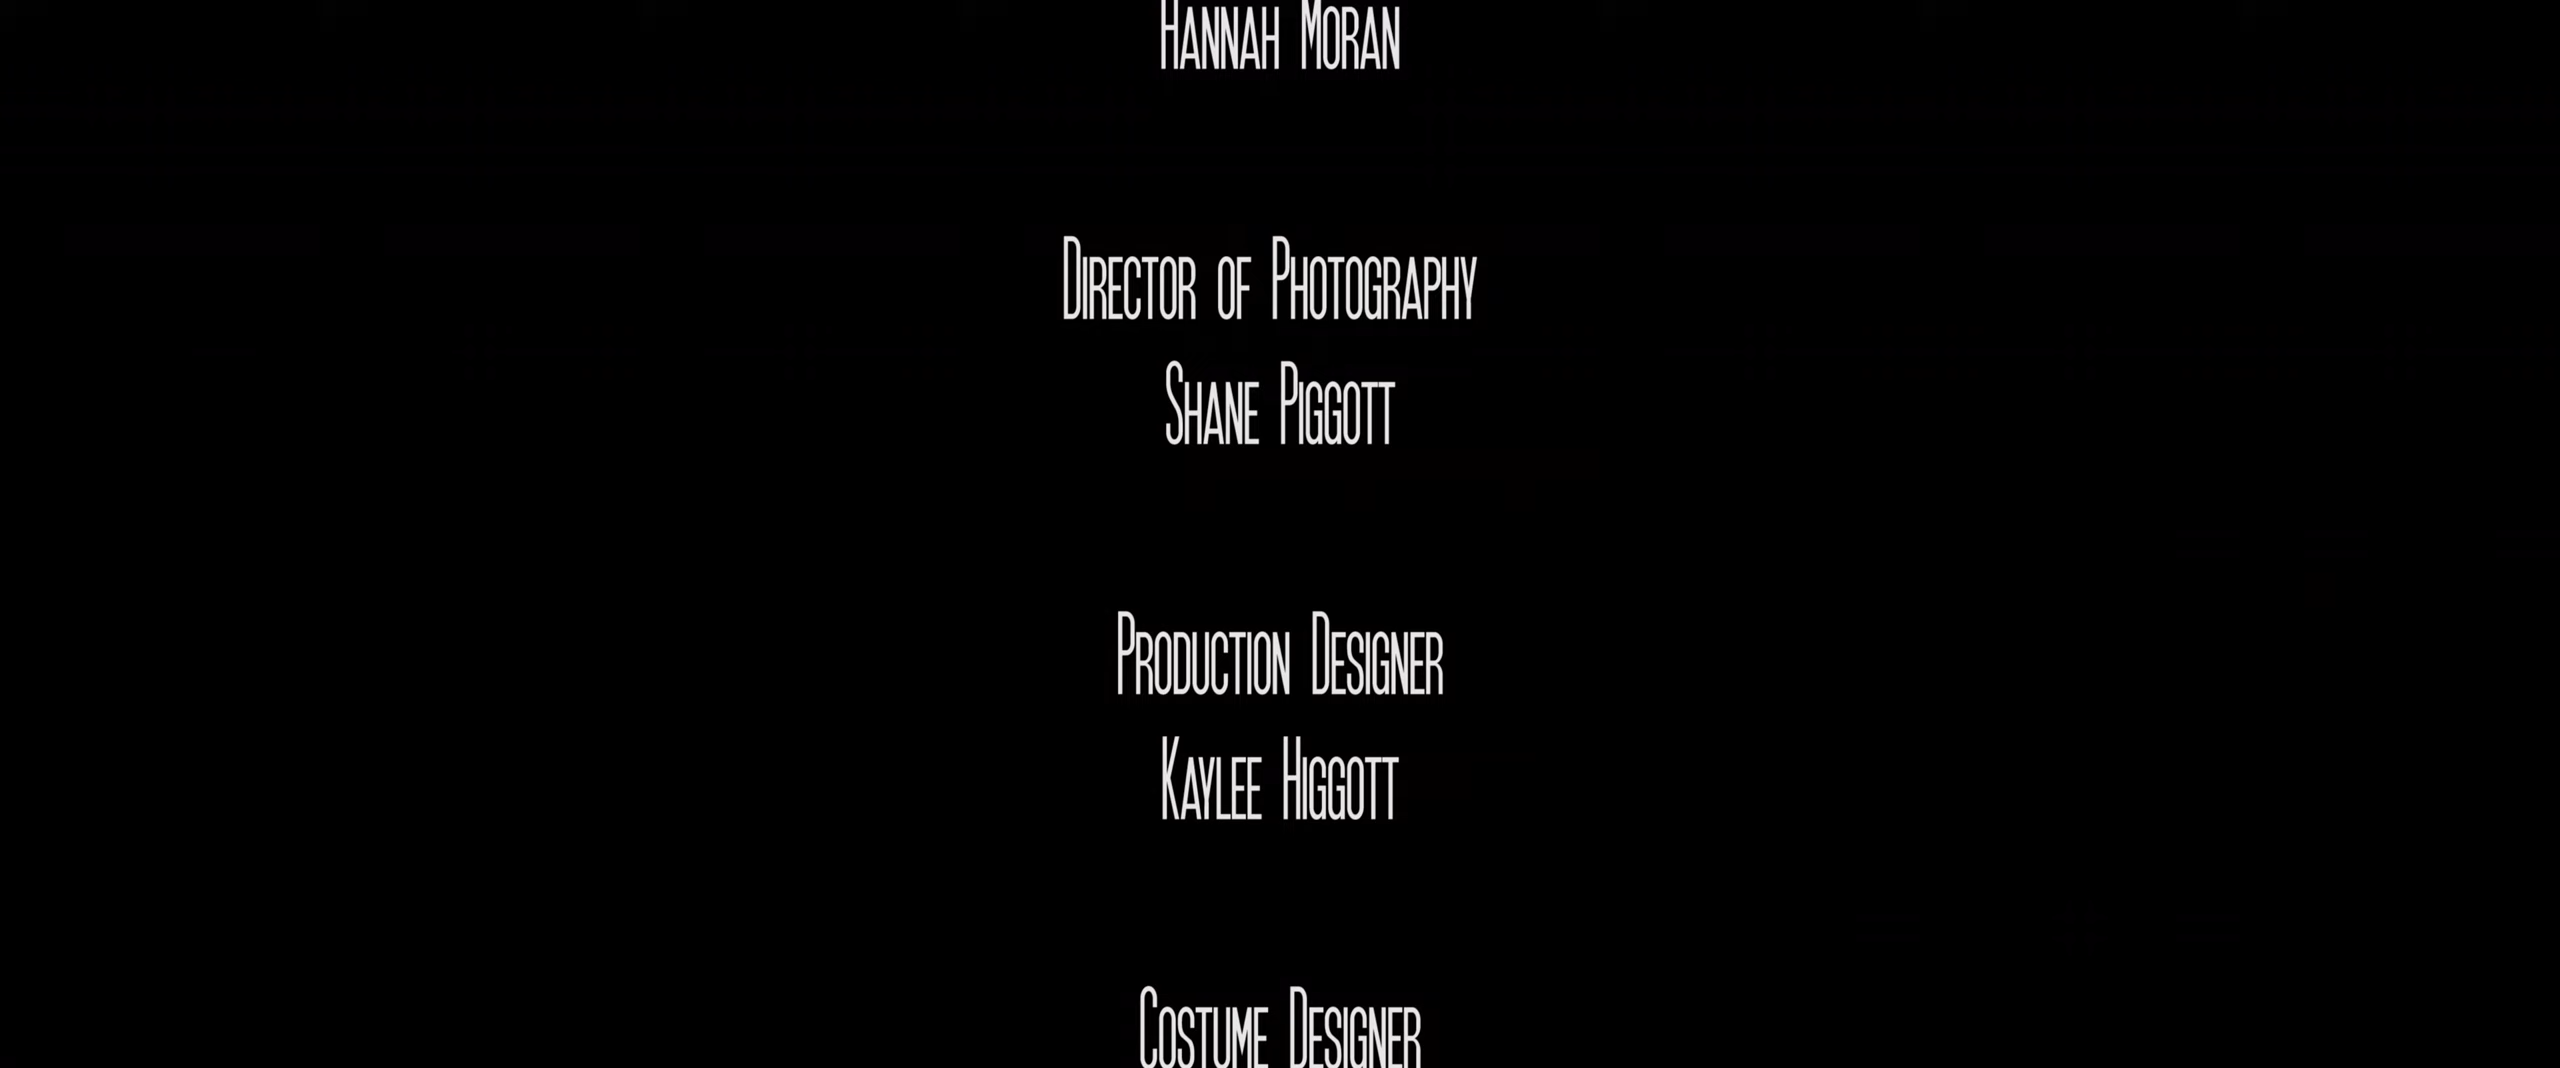 Hannah Moran
Director of Photography
Shane Piggott
Production Designer
Kaylee Higgott
Costume Designer